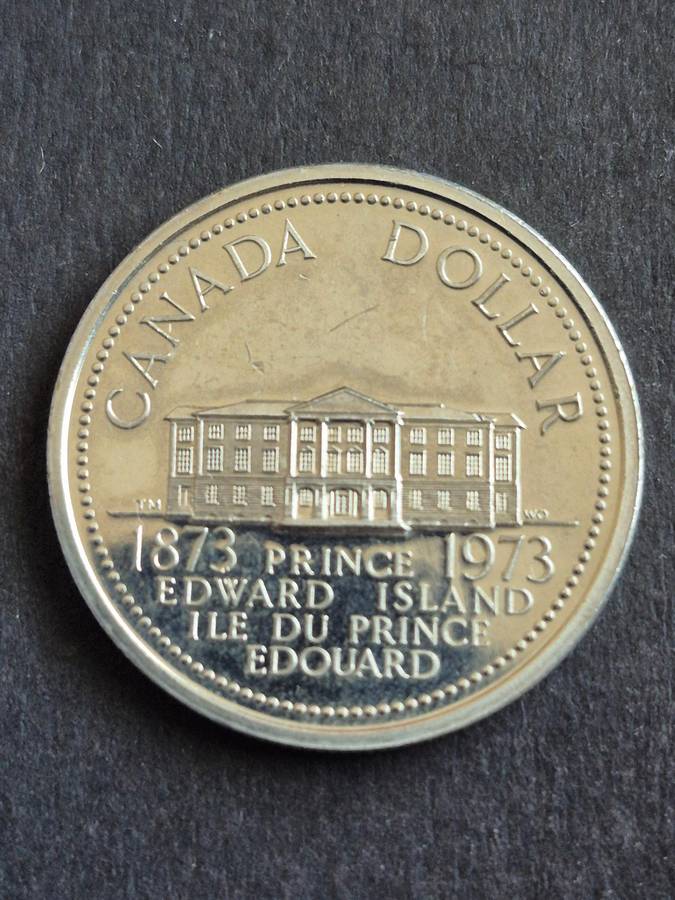 CANADA DOLLAR
TM WO
1873 PRINCE 1973
EDWARD ISLAND
ILE DU PRINCE
EDOUARD